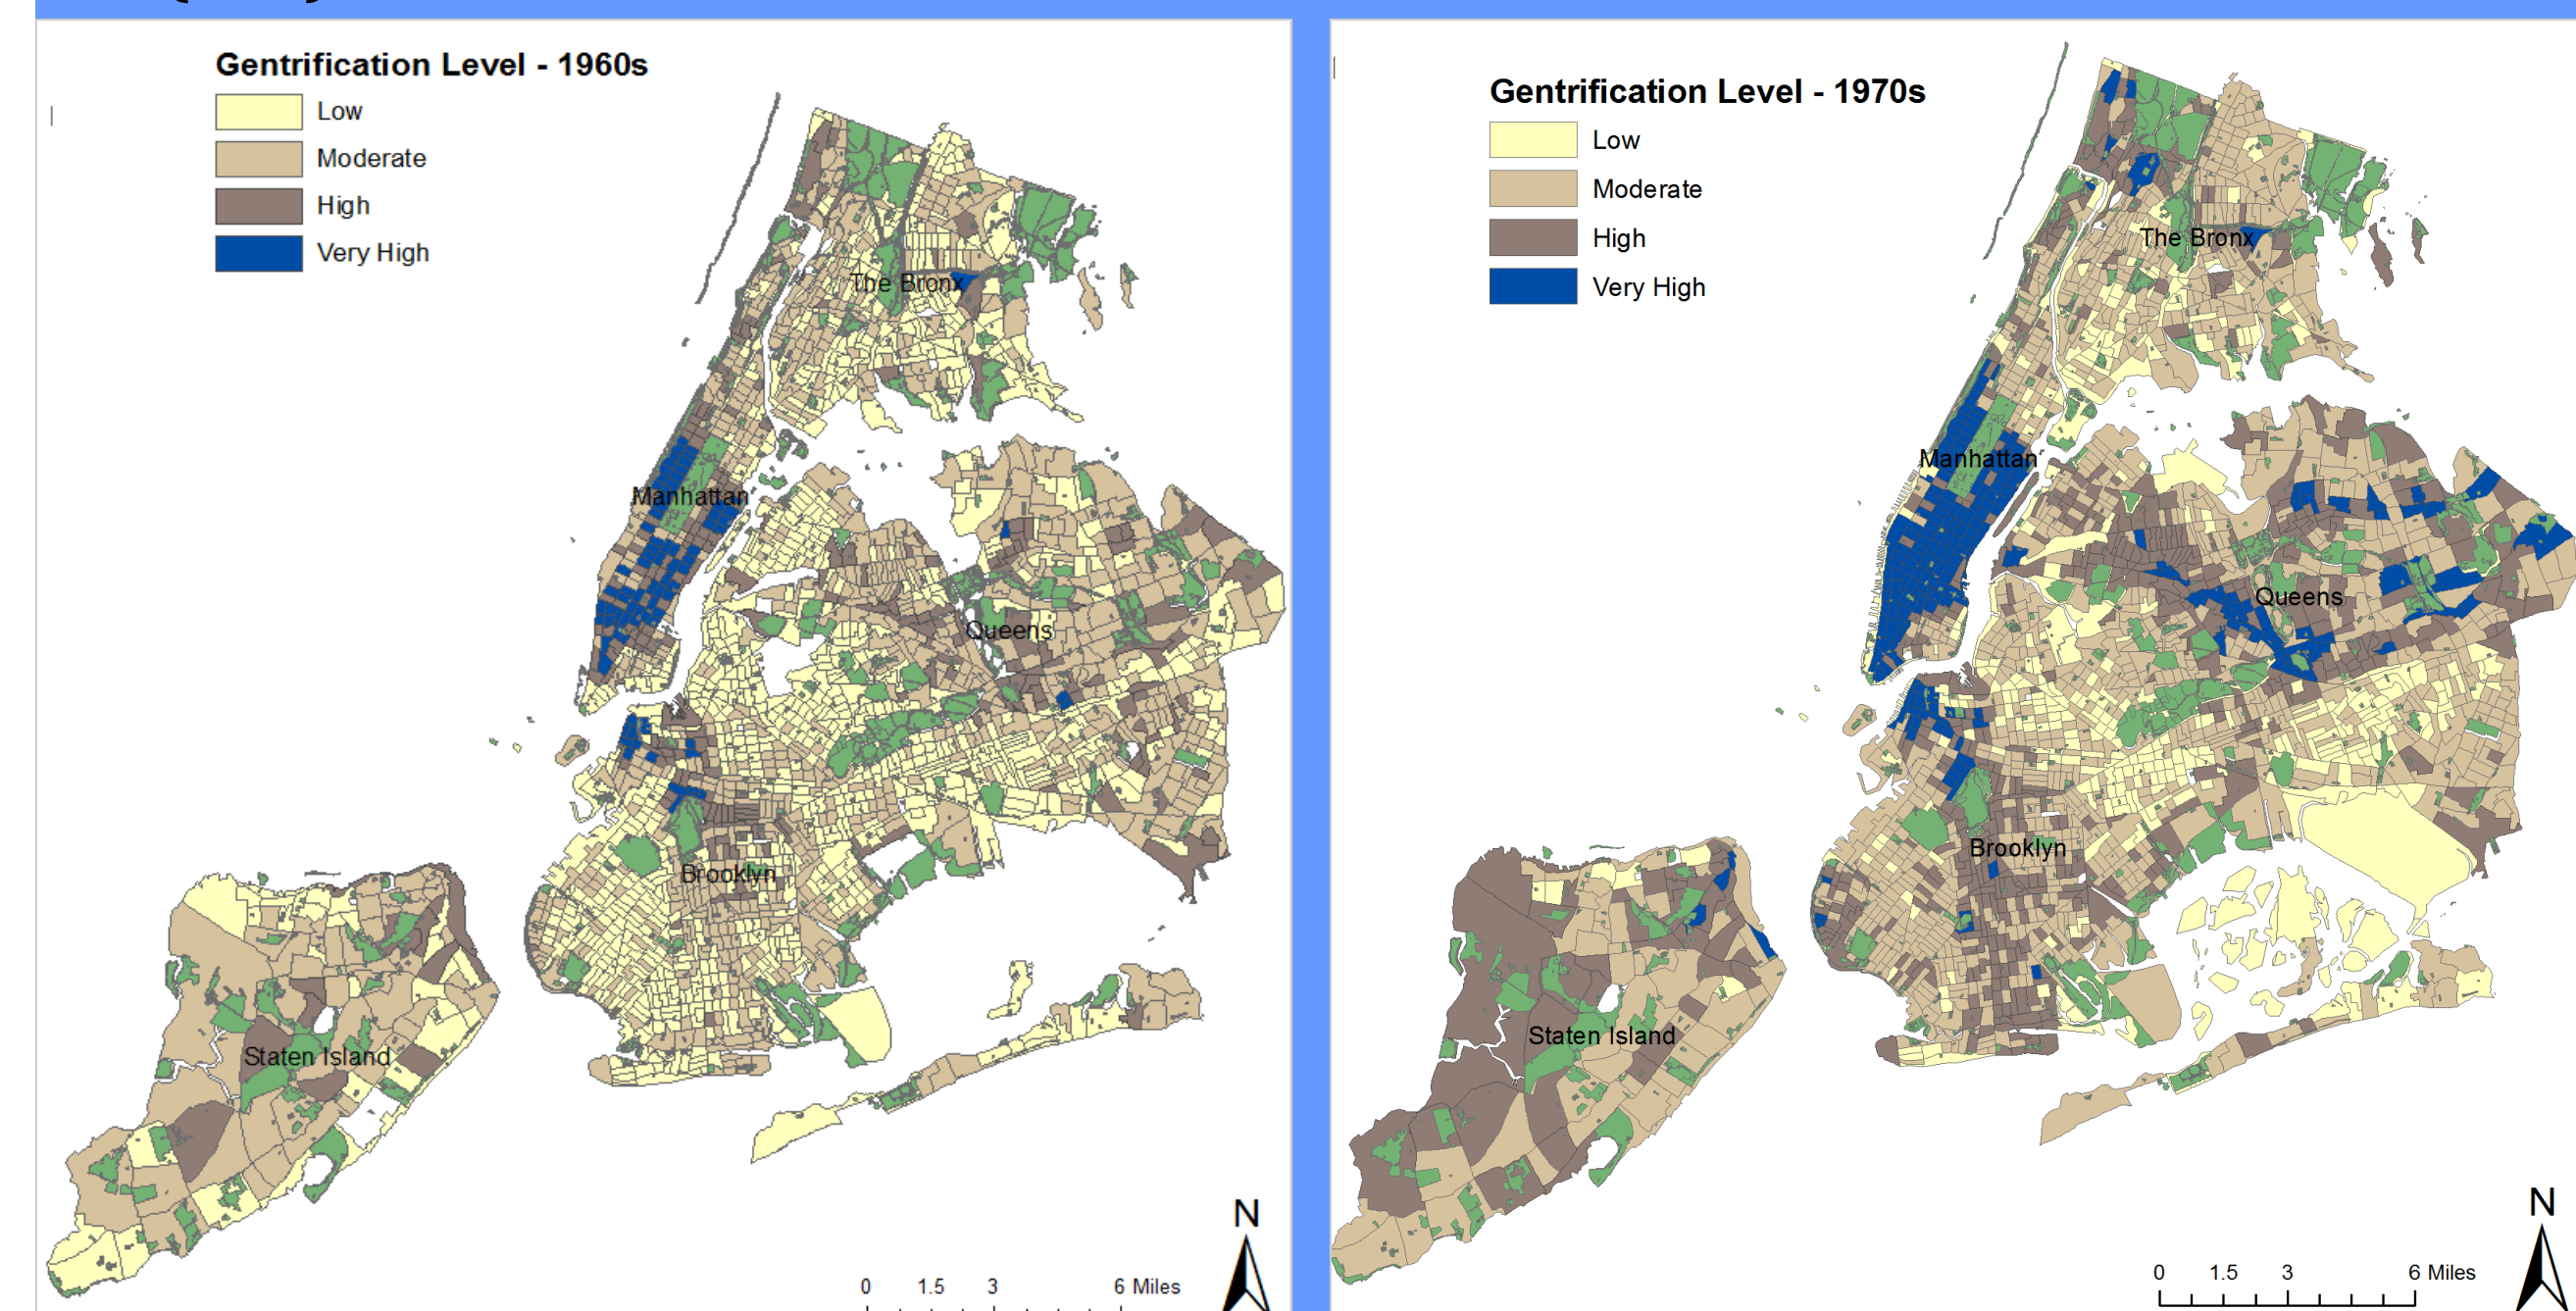 Gentrification Level - 1960s
Low
Moderate
High
Very High
The Bronx
Manhattan
Queens
Brooklyn
Staten Island
N
0 1.5 3 6 Miles
Gentrification Level - 1970s
Low
Moderate
High
Very High
The Bronx
Manhattan
Queens
Brooklyn
Staten Island
N
0 1.5 3 6 Miles